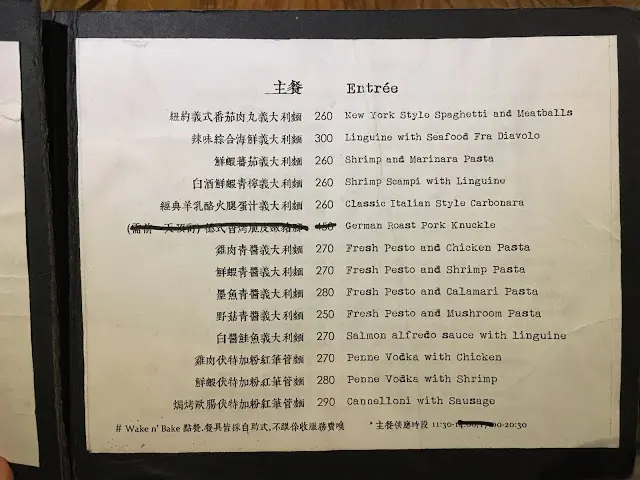 主餐 Entrée
紐約義式番茄肉丸義大利麵 260 New York Style Spaghetti and Meatballs
辣味綜合海鮮義大利麵 300 Linguine with Seafood Fra Diavolo
鮮蝦蕃茄義大利麵 260 Shrimp and Marinara Pasta
白酒鮮蝦青檸義大利麵 260 Shrimp Scampi with Linguine
經典羊乳酪火腿蛋汁義大利麵 260 Classic Italian Style Carbonara
German Roast Pork Knuckle
雞肉青醬義大利麵 270 Fresh Pesto and Chicken Pasta
鮮蝦青醬義大利麵 270 Fresh Pesto and Shrimp Pasta
墨魚青醬義大利麵 280 Fresh Pesto and Calamari Pasta
野菇青醬義大利麵 250 Fresh Pesto and Mushroom Pasta
白醬鮭魚義大利麵 270 Salmon alfredo sauce with linguine
雞肉伏特加粉紅筆管麵 270 Penne Vodka with Chicken
鮮蝦伏特加粉紅筆管麵 280 Penne Vodka with Shrimp
焗烤歐腸伏特加粉紅筆管麵 290 Cannelloni with Sausage
# Wake n' Bake 點餐.餐具皆採自助式,不跟你收服務費唷 * 主餐供應時段 11:30-20:30